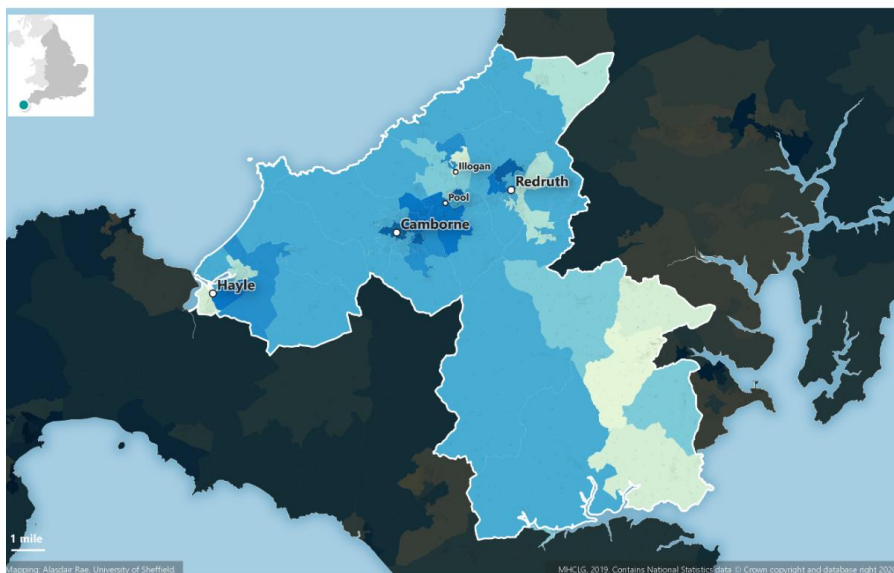 Illogan
Redruth
Pool
Camborne
Hayle
1 mile
Mapping: Alasdair Rae, University of Sheffield.
MHCLG, 2019. Contains National Statistics data © Crown copyright and database right